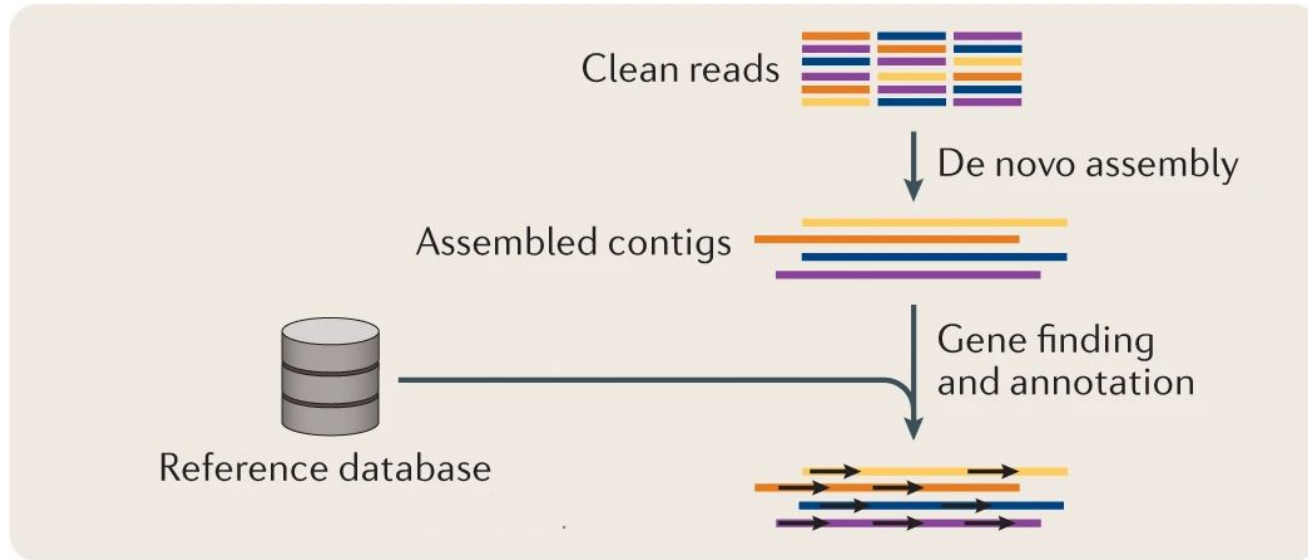 Clean reads
De novo assembly
Assembled contigs
Gene finding
and annotation
Reference database